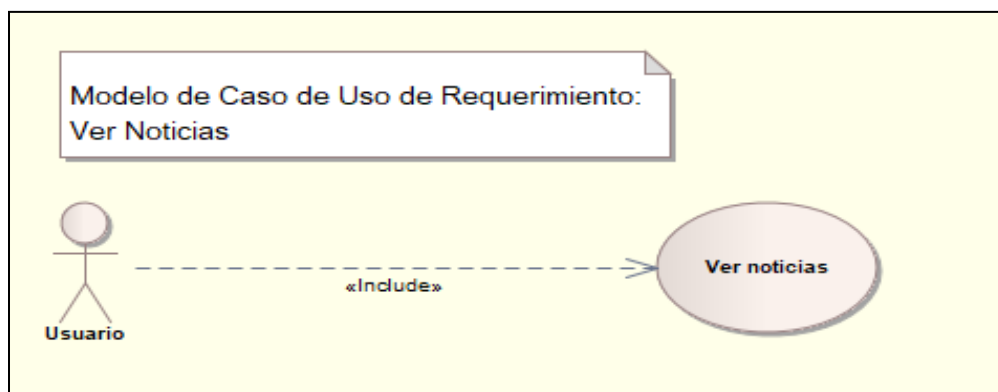 Modelo de Caso de Uso de Requerimiento:
Ver Noticias
Ver noticias
«Include»
Usuario